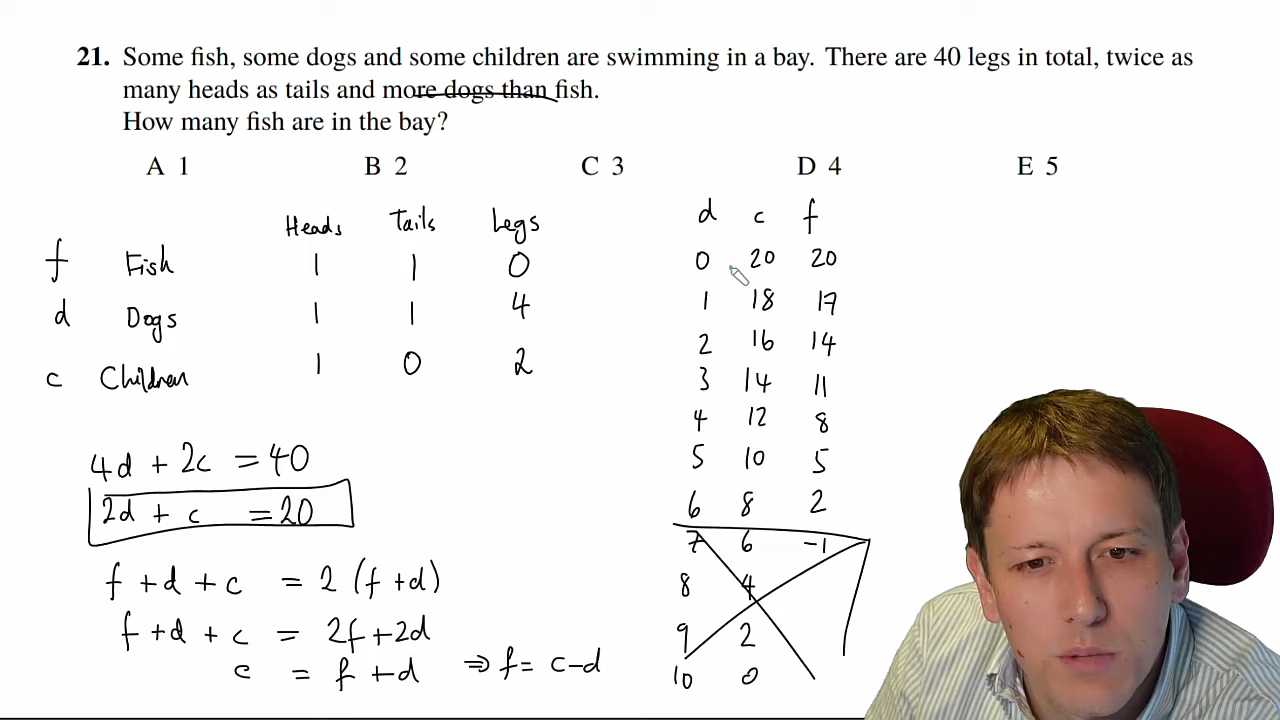 21. Some fish, some dogs and some children are swimming in a bay. There are 40 legs in total, twice as
many heads as tails and more dogs than fish.
How many fish are in the bay?
A 1 B 2 C 3 D 4 E 5
Heads Tails Legs
f Fish 1 1 0
d Dogs 1 1 4
c Children 1 0 2
4d + 2c = 40
2d + c = 20
f + d + c = 2 (f + d)
f + d + c = 2f + 2d
c = f + d ⇒ f = c - d
d c f
0 20 20
1 18 17
2 16 14
3 14 11
4 12 8
5 10 5
6 8 2
7 6 -1
8 4
9 2
10 0